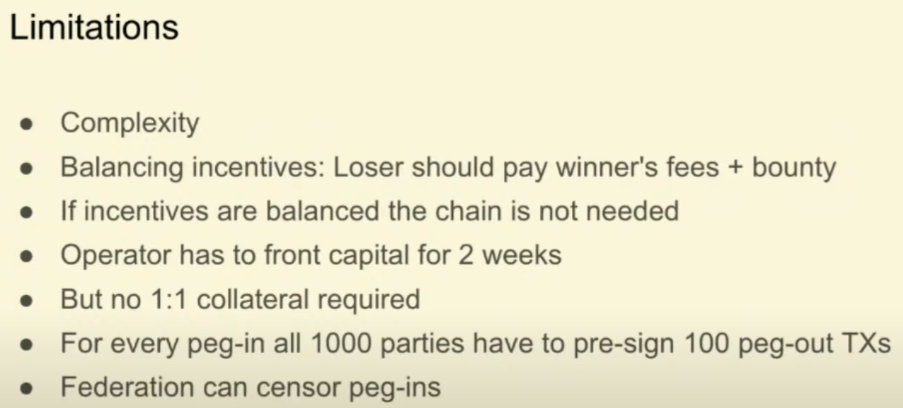 Limitations
● Complexity
● Balancing incentives: Loser should pay winner's fees + bounty
● If incentives are balanced the chain is not needed
● Operator has to front capital for 2 weeks
● But no 1:1 collateral required
● For every peg-in all 1000 parties have to pre-sign 100 peg-out TXs
● Federation can censor peg-ins